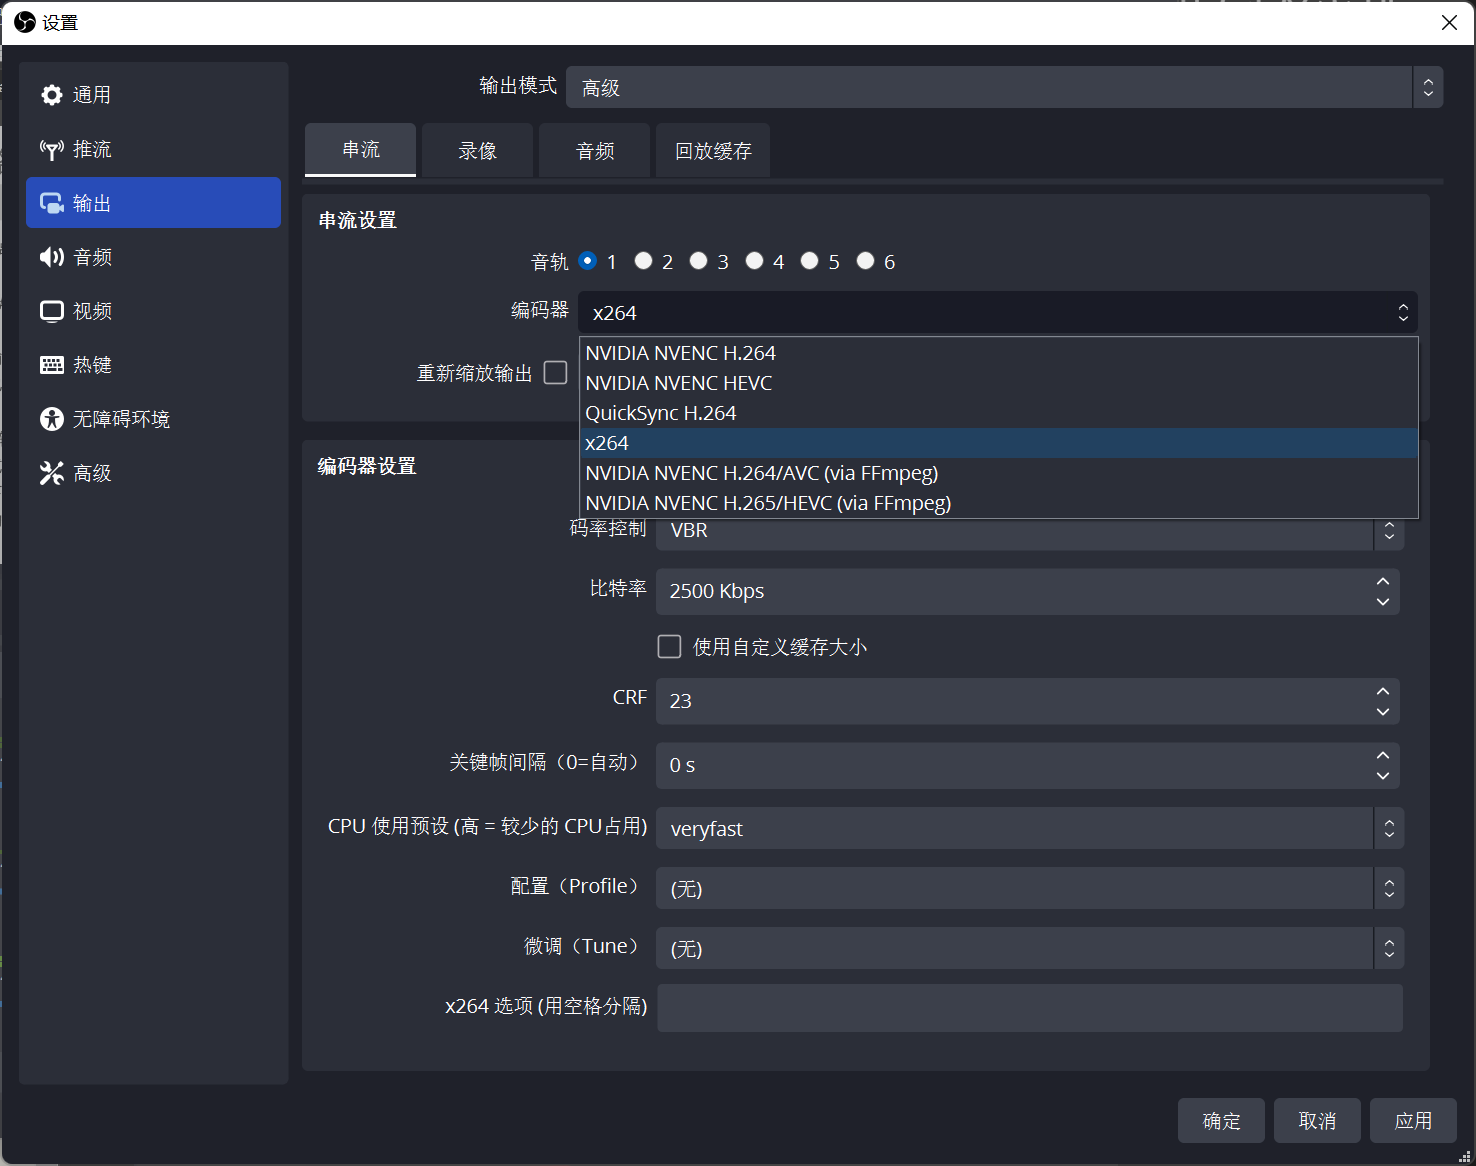 设置
通用
推流
输出
音频
视频
热键
无障碍环境
高级
输出模式 高级
串流 录像 音频 回放缓存
串流设置
音轨 1 2 3 4 5 6
编码器 x264
重新缩放输出
NVIDIA NVENC H.264
NVIDIA NVENC HEVC
QuickSync H.264
x264
NVIDIA NVENC H.264/AVC (via FFmpeg)
NVIDIA NVENC H.265/HEVC (via FFmpeg)
编码器设置
码率控制 VBR
比特率 2500 Kbps
使用自定义缓存大小
CRF 23
关键帧间隔（0=自动） 0 s
CPU 使用预设 (高 = 较少的 CPU占用) veryfast
配置（Profile） (无)
微调（Tune） (无)
x264 选项 (用空格分隔)
确定 取消 应用